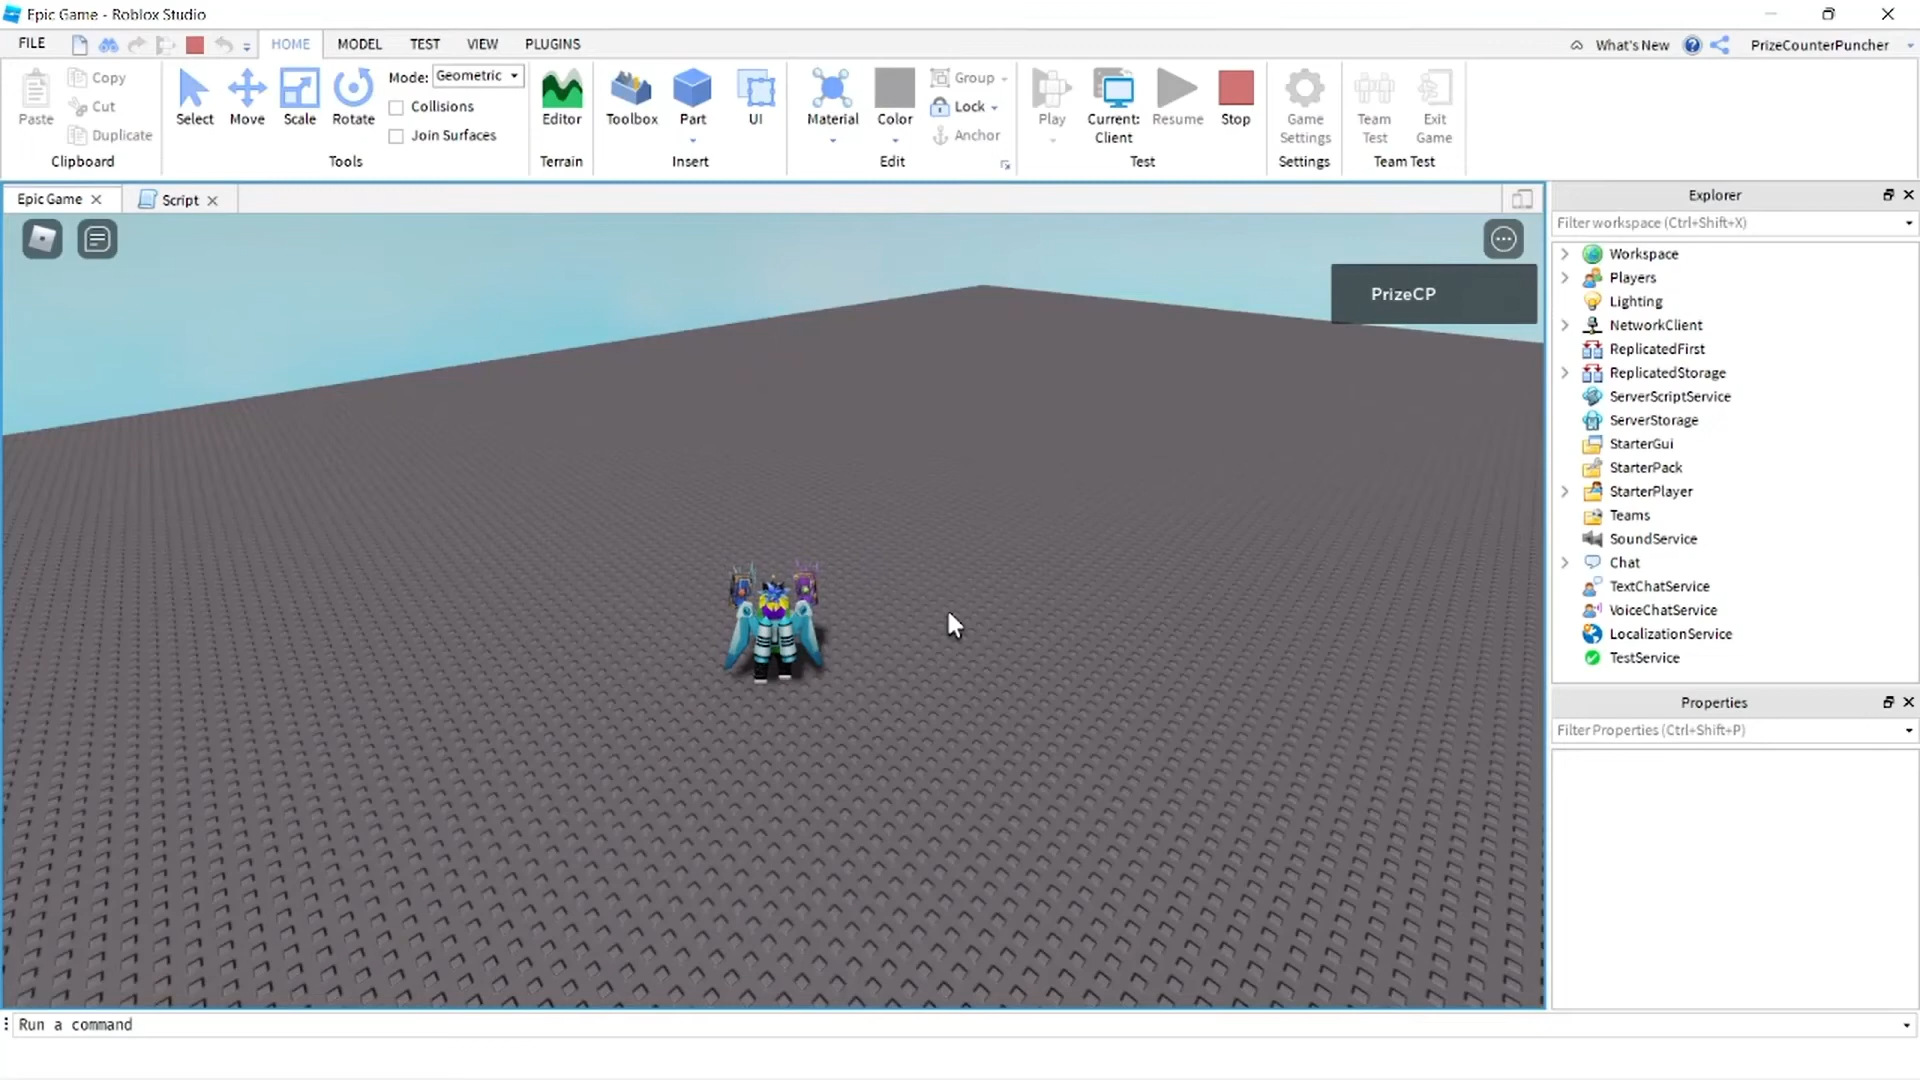 Epic Game - Roblox Studio
FILE HOME MODEL TEST VIEW PLUGINS What's New PrizeCounterPuncher
Paste Copy Cut Duplicate
Clipboard
Select Move Scale Rotate Mode: Geometric
Collisions
Join Surfaces
Tools
Editor
Terrain
Toolbox Part UI
Insert
Material Color Group Lock Anchor
Edit
Play Current: Client Resume Stop
Test
Game Settings
Settings
Team Test Exit Game
Team Test
Epic Game Script
PrizeCP
Explorer
Filter workspace (Ctrl+Shift+X)
Workspace
Players
Lighting
NetworkClient
ReplicatedFirst
ReplicatedStorage
ServerScriptService
ServerStorage
StarterGui
StarterPack
StarterPlayer
Teams
SoundService
Chat
TextChatService
VoiceChatService
LocalizationService
TestService
Properties
Filter Properties (Ctrl+Shift+P)
Run a command